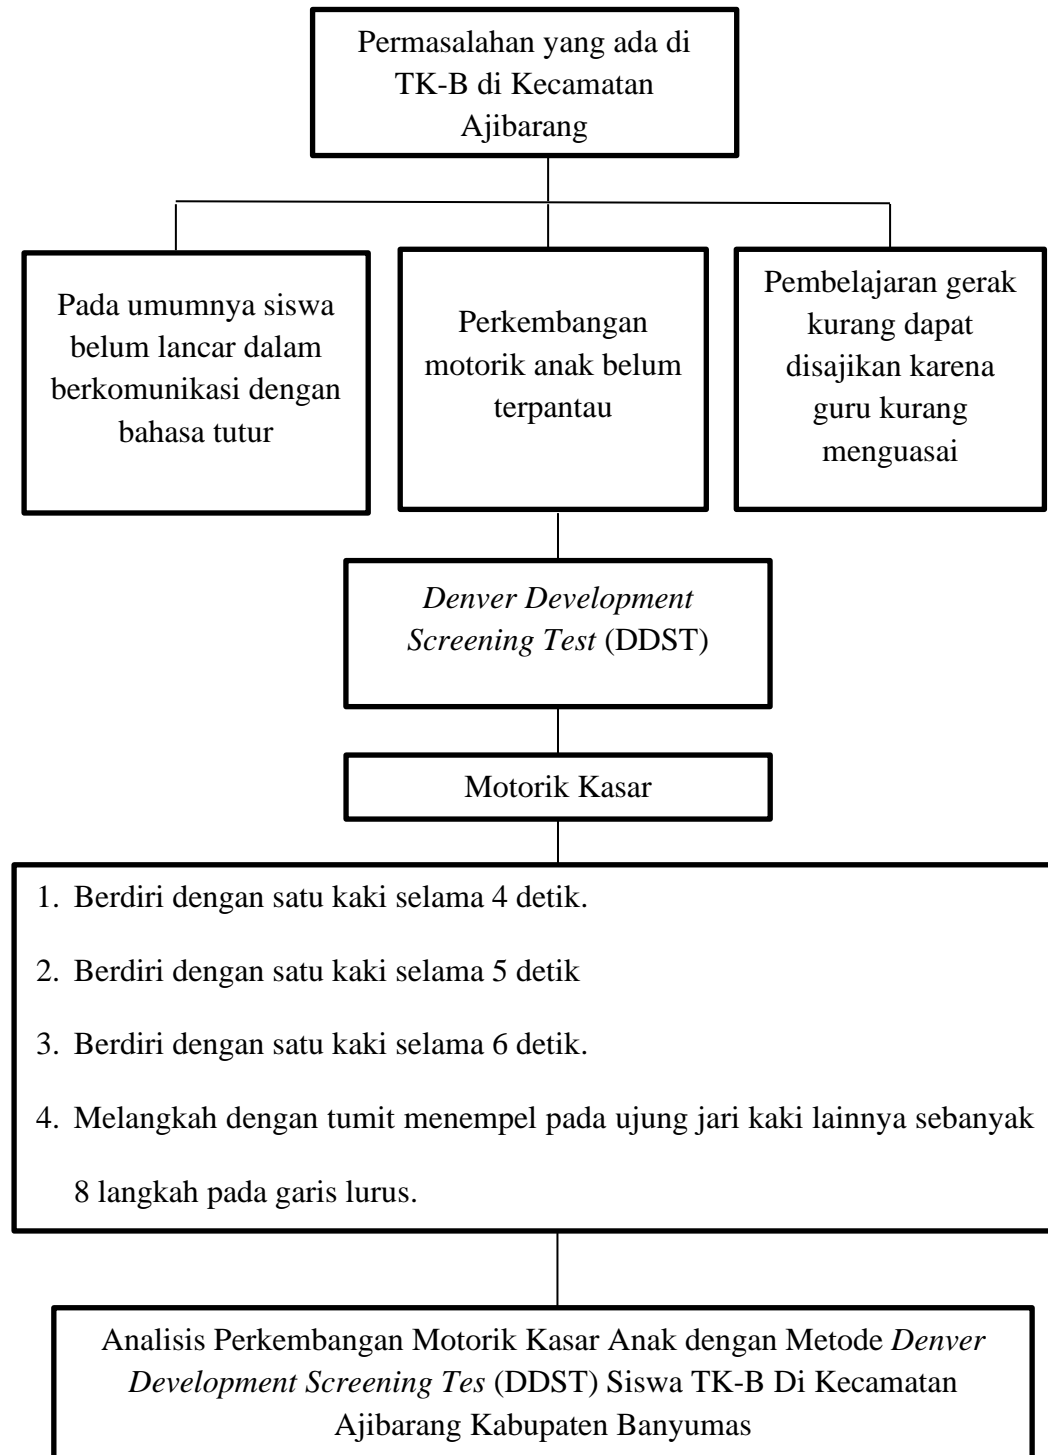 Permasalahan yang ada di
TK-B di Kecamatan
Ajibarang
Pada umumnya siswa
belum lancar dalam
berkomunikasi dengan
bahasa tutur
Perkembangan
motorik anak belum
terpantau
Pembelajaran gerak
kurang dapat
disajikan karena
guru kurang
menguasai
Denver Development
Screening Test (DDST)
Motorik Kasar
1. Berdiri dengan satu kaki selama 4 detik.
2. Berdiri dengan satu kaki selama 5 detik
3. Berdiri dengan satu kaki selama 6 detik.
4. Melangkah dengan tumit menempel pada ujung jari kaki lainnya sebanyak
8 langkah pada garis lurus.
Analisis Perkembangan Motorik Kasar Anak dengan Metode Denver
Development Screening Tes (DDST) Siswa TK-B Di Kecamatan
Ajibarang Kabupaten Banyumas